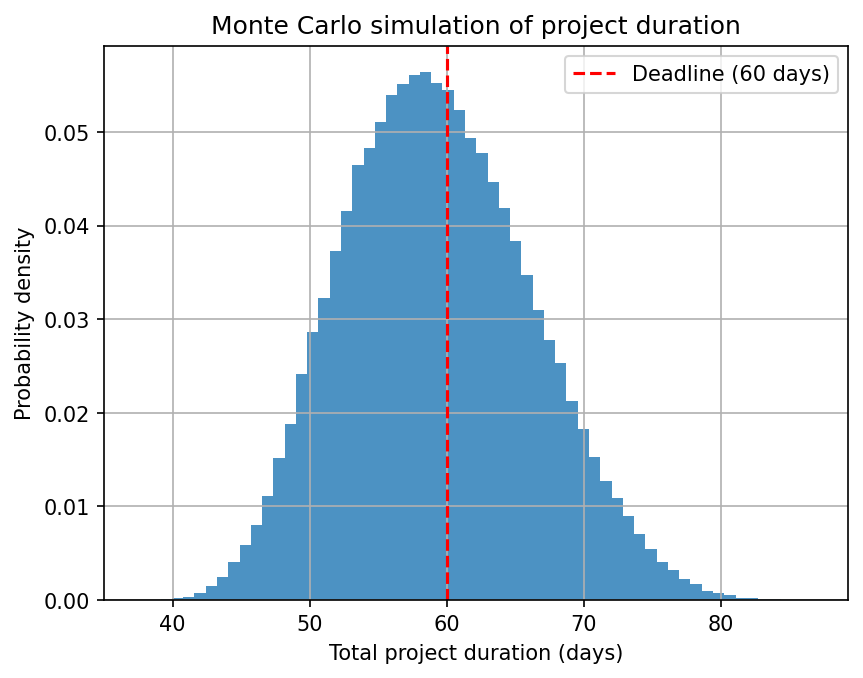 Monte Carlo simulation of project duration
Deadline (60 days)
Probability density
0.05
0.04
0.03
0.02
0.01
0.00
40 50 60 70 80
Total project duration (days)